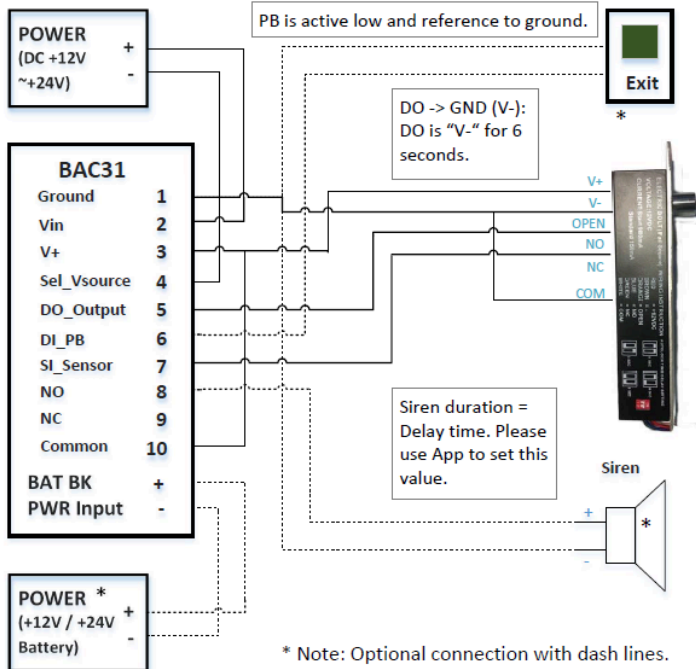 PB is active low and reference to ground.
POWER
(DC +12V
~+24V)
+
-
Exit
*
DO -> GND (V-):
DO is “V-“ for 6
seconds.
BAC31
Ground 1
Vin 2
V+ 3
Sel_Vsource 4
DO_Output 5
DI_PB 6
SI_Sensor 7
NO 8
NC 9
Common 10
BAT BK +
PWR Input -
V+
V-
OPEN
NO
NC
COM
Siren duration =
Delay time. Please
use App to set this
value.
Siren
+
*
-
POWER *
(+12V / +24V
Battery)
+
-
* Note: Optional connection with dash lines.